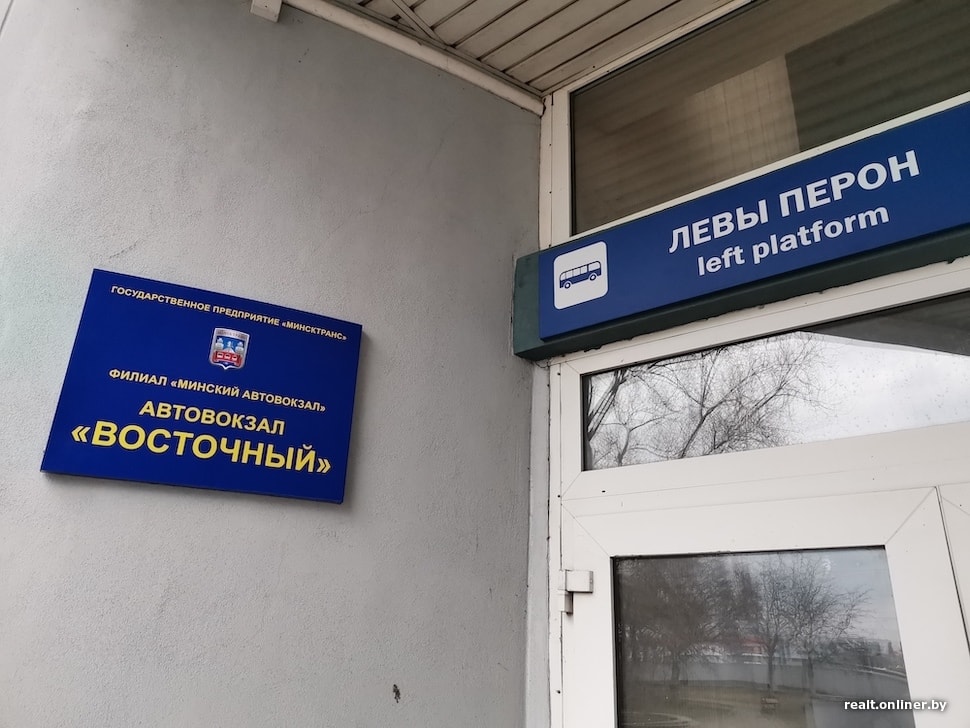 ГОСУДАРСТВЕННОЕ ПРЕДПРИЯТИЕ «МИНСКТРАНС»
ФИЛИАЛ «МИНСКИЙ АВТОВОКЗАЛ»
АВТОВОКЗАЛ
«ВОСТОЧНЫЙ»
ЛЕВЫ ПЕРОН
left platform
realt.onliner.by